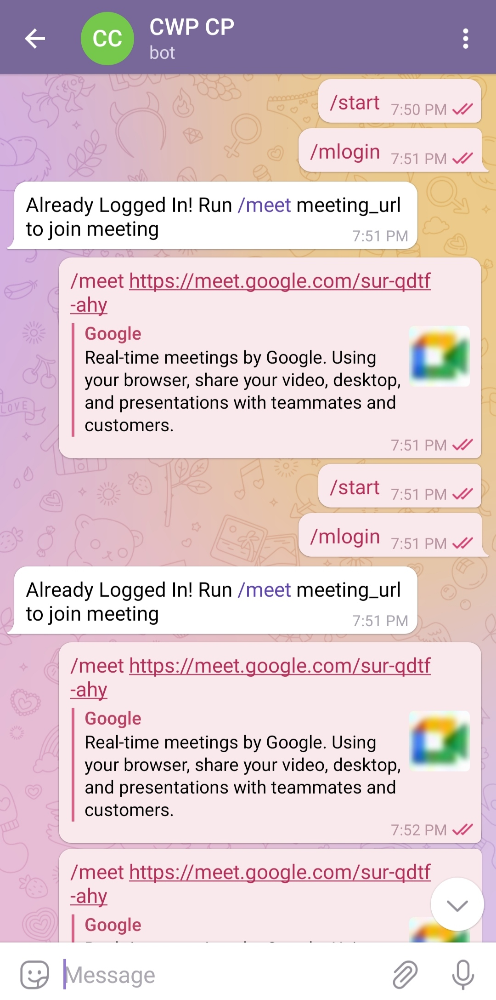 CC
CWP CP
bot
/start 7:50 PM
/mlogin 7:51 PM
Already Logged In! Run /meet meeting_url
to join meeting
7:51 PM
/meet https://meet.google.com/sur-qdtf
-ahy
Google
Real-time meetings by Google. Using
your browser, share your video, desktop,
and presentations with teammates and
customers.
7:51 PM
/start 7:51 PM
/mlogin 7:51 PM
Already Logged In! Run /meet meeting_url
to join meeting
7:51 PM
/meet https://meet.google.com/sur-qdtf
-ahy
Google
Real-time meetings by Google. Using
your browser, share your video, desktop,
and presentations with teammates and
customers.
7:52 PM
/meet https://meet.google.com/sur-qdtf
-ahy
Google
Message
LOVE
LOVE